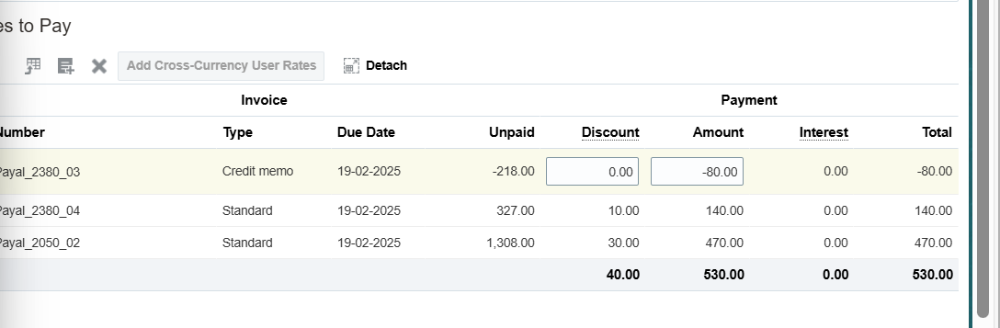 es to Pay
Add Cross-Currency User Rates Detach
Invoice Payment
Number Type Due Date Unpaid Discount Amount Interest Total
Payal_2380_03 Credit memo 19-02-2025 -218.00 0.00 -80.00 0.00 -80.00
Payal_2380_04 Standard 19-02-2025 327.00 10.00 140.00 0.00 140.00
Payal_2050_02 Standard 19-02-2025 1,308.00 30.00 470.00 0.00 470.00
40.00 530.00 0.00 530.00